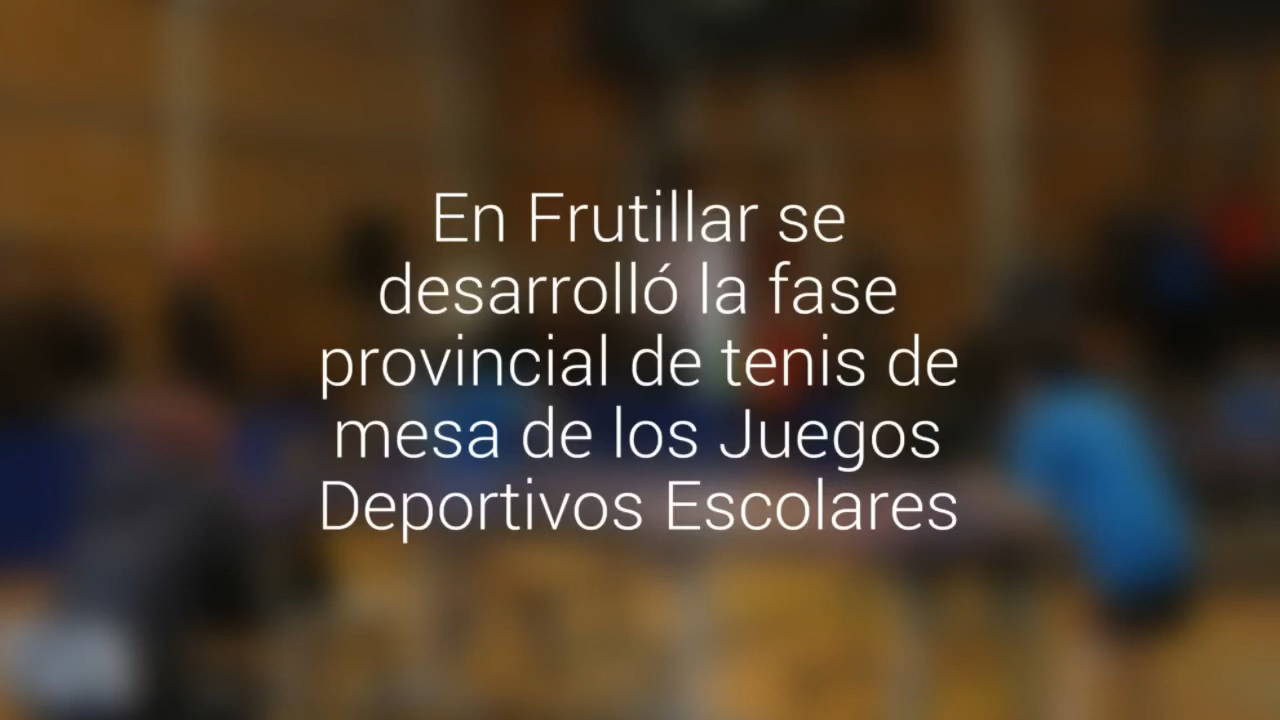 En Frutillar se
desarrolló la fase
provincial de tenis de
mesa de los Juegos
Deportivos Escolares